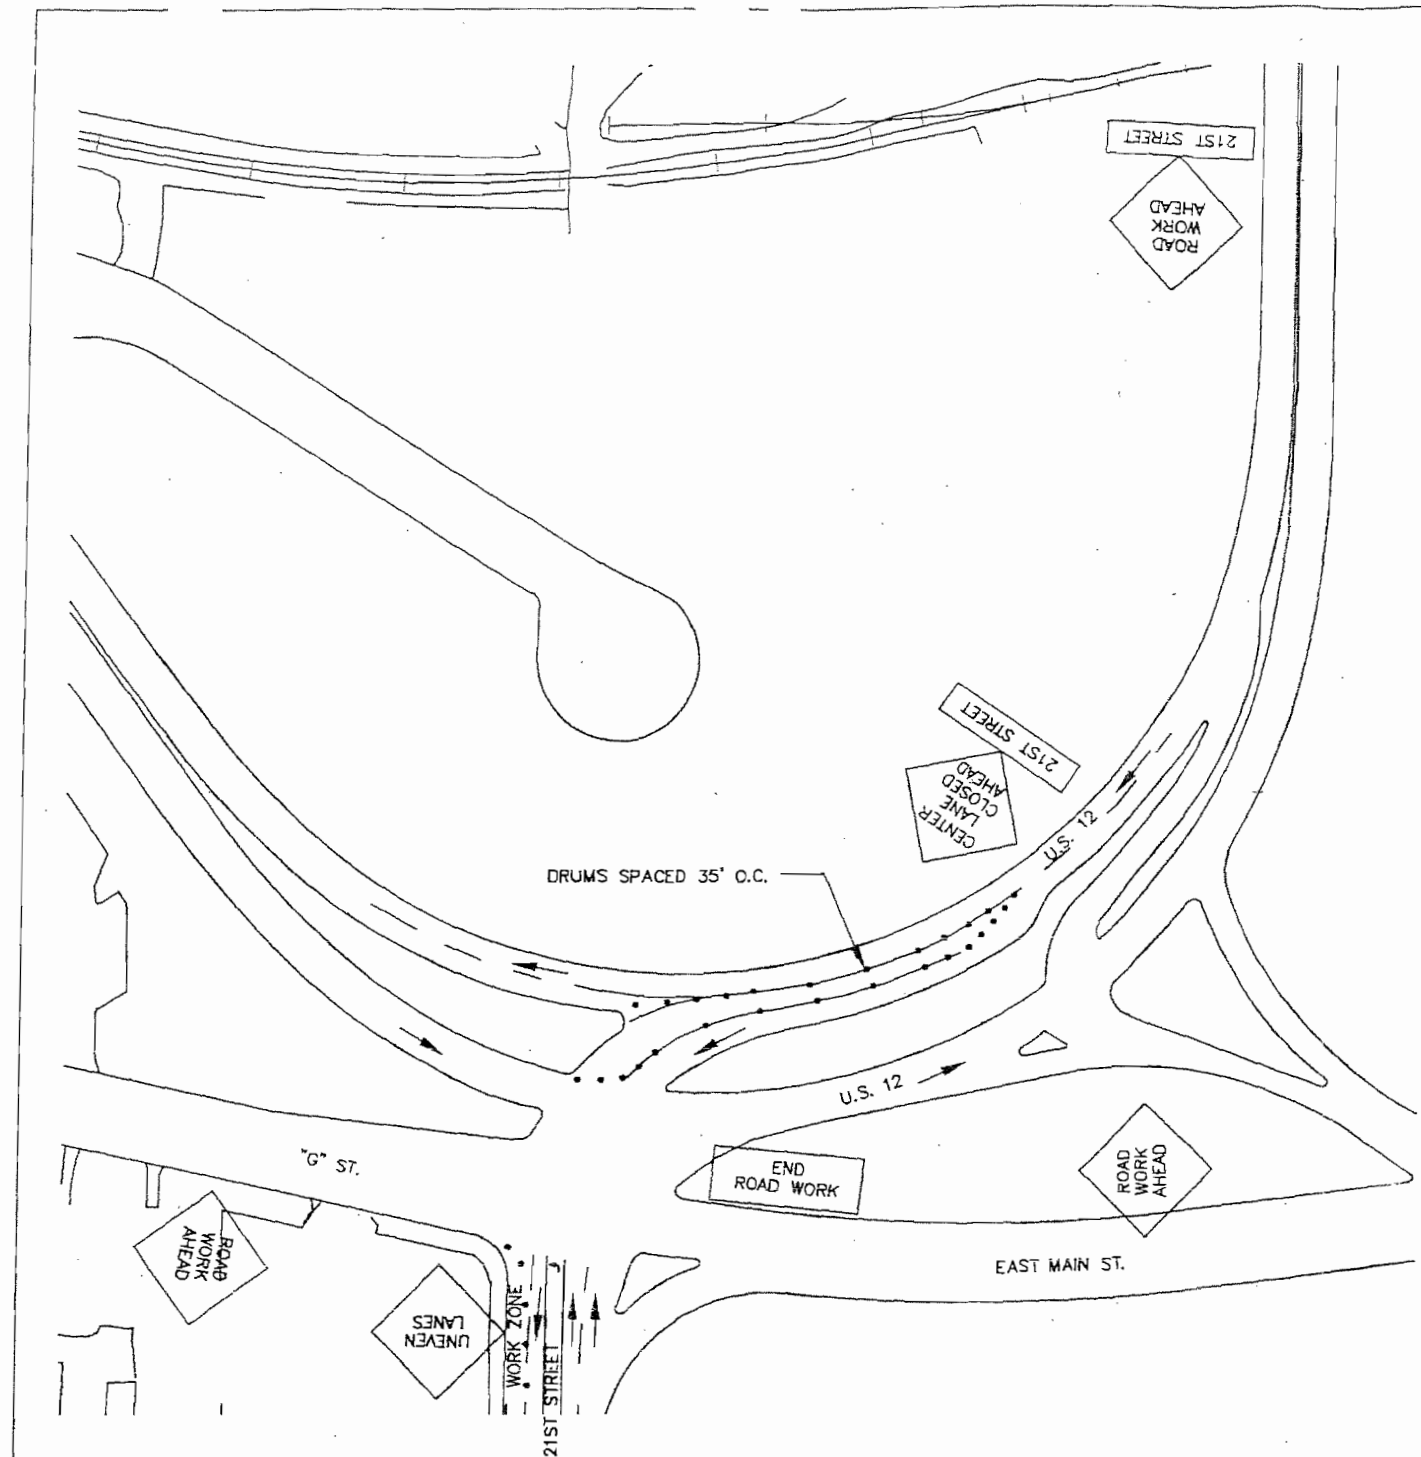 21ST STREET
ROAD
WORK
AHEAD
21ST STREET
CENTER
LANE
CLOSED
AHEAD
U.S. 12
DRUMS SPACED 35' O.C.
U.S. 12
"G" ST.
END
ROAD WORK
ROAD
WORK
AHEAD
ROAD
WORK
AHEAD
EAST MAIN ST.
UNEVEN
LANES
WORK ZONE
21ST STREET